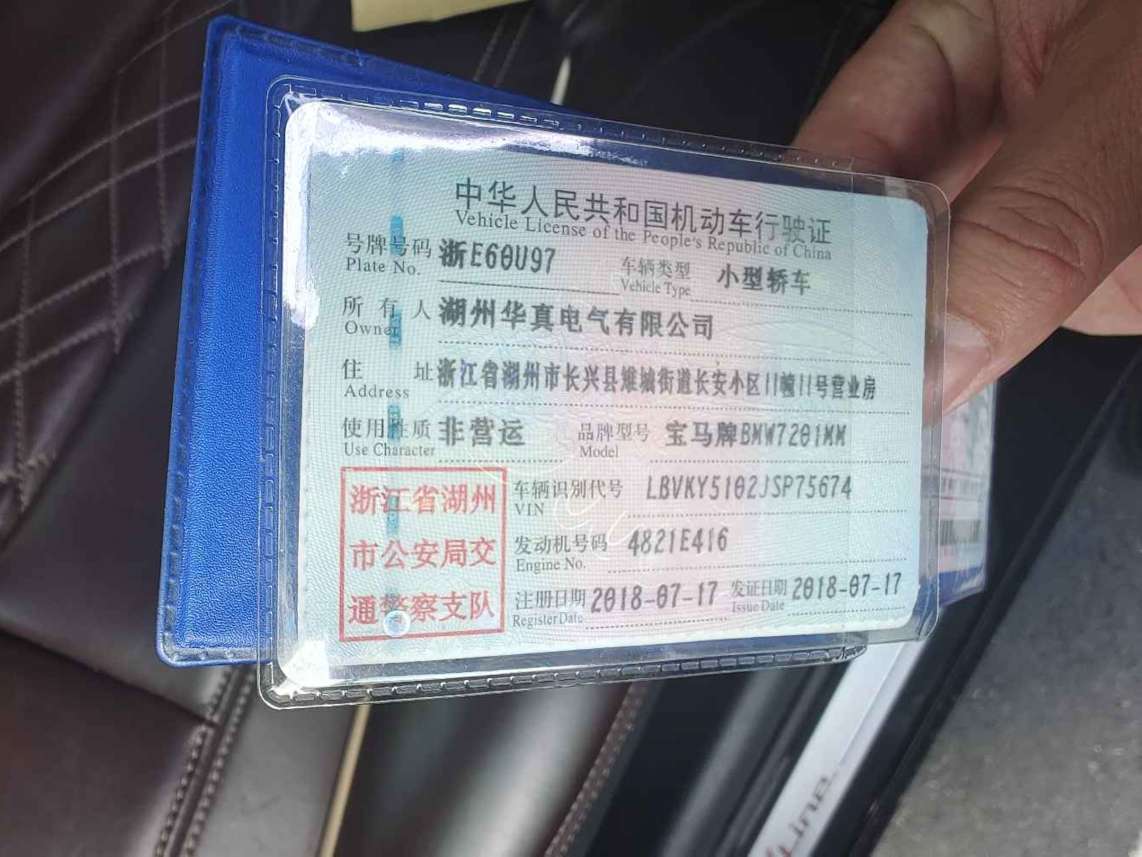 中华人民共和国机动车行驶证
Vehicle License of the People's Republic of China
号牌号码 浙E60U97 车辆类型 小型轿车
Plate No. Vehicle Type
所有人 湖州华真电气有限公司
Owner
住址 浙江省湖州市长兴县雉城街道长安小区11幢11号营业房
Address
使用性质 非营运 品牌型号 宝马牌BMW7201MM
Use Character Model
浙江省湖州
市公安局交
通警察支队
车辆识别代号 LBVKY5102JSP75674
VIN
发动机号码 4821E416
Engine No.
注册日期 2018-07-17 发证日期 2018-07-17
Register Date Issue Date